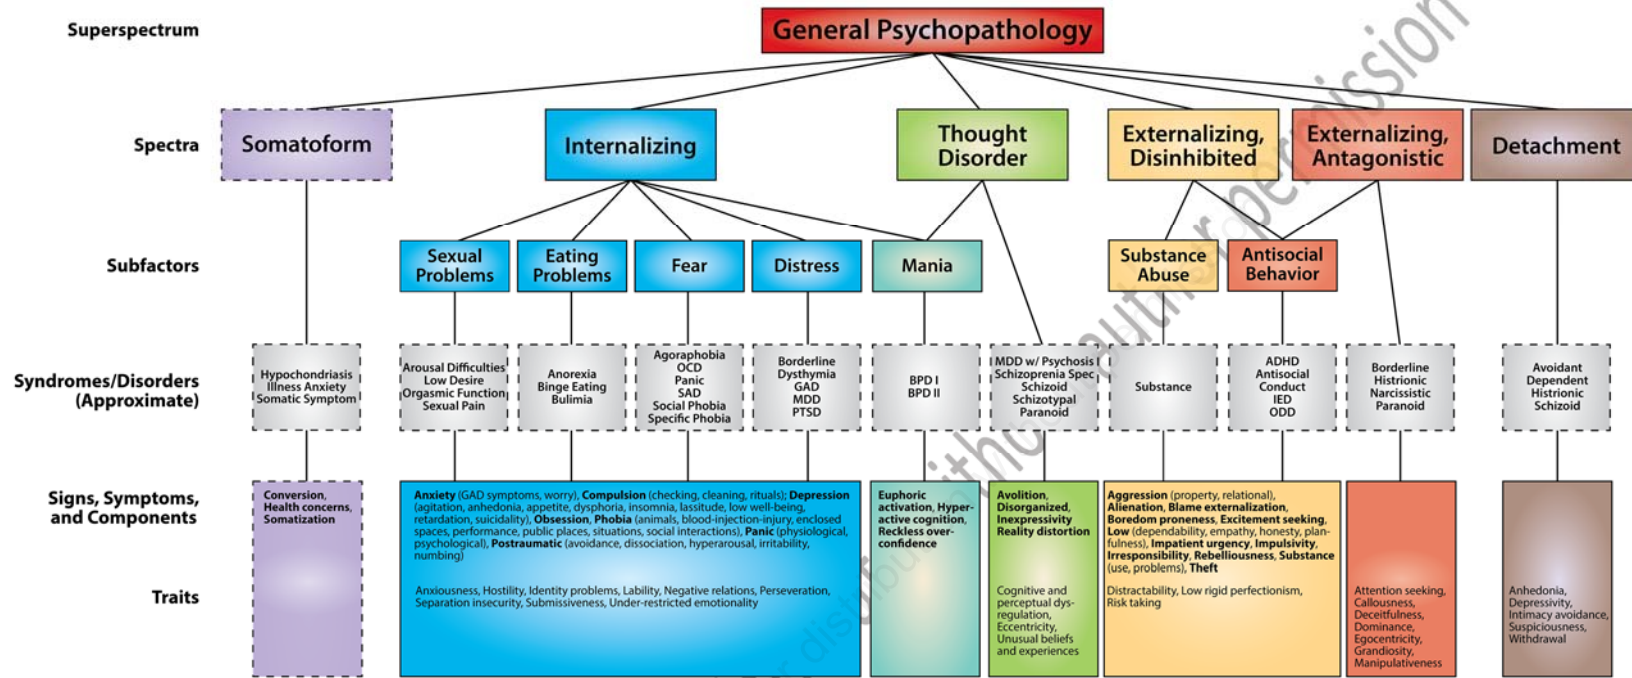 General Psychopathology
Superspectrum
Spectra
Somatoform
Internalizing
Thought
Disorder
Externalizing,
Disinhibited
Externalizing,
Antagonistic
Detachment
Subfactors
Sexual
Problems
Eating
Problems
Fear
Distress
Mania
Substance
Abuse
Antisocial
Behavior
Syndromes/Disorders
(Approximate)
Hypochondriasis
Illness Anxiety
Somatic Symptom
Arousal Difficulties
Low Desire
Orgasmic Function
Sexual Pain
Anorexia
Binge Eating
Bulimia
Agoraphobia
OCD
Panic
SAD
Social Phobia
Specific Phobia
Borderline
Dysthymia
GAD
MDD
PTSD
BPD I
BPD II
MDD w/ Psychosis
Schizoprenia Spec
Schizoid
Schizotypal
Paranoid
Substance
ADHD
Antisocial
Conduct
IED
ODD
Borderline
Histrionic
Narcissistic
Paranoid
Avoidant
Dependent
Histrionic
Schizoid
Signs, Symptoms,
and Components
Conversion,
Health concerns,
Somatization
Anxiety (GAD symptoms, worry), Compulsion (checking, cleaning, rituals); Depression
(agitation, anhedonia, appetite, dysphoria, insomnia, lassitude, low well-being,
retardation, suicidality), Obsession, Phobia (animals, blood-injection-injury, enclosed
spaces, performance, public places, situations, social interactions), Panic (physiological,
psychological), Postraumatic (avoidance, dissociation, hyperarousal, irritability,
numbing)
Euphoric
activation, Hyper-
active cognition,
Reckless over-
confidence
Avolition,
Disorganized,
Inexpressivity
Reality distortion
Aggression (property, relational),
Alienation, Blame externalization,
Boredom proneness, Excitement seeking,
Low (dependability, empathy, honesty, plan-
fulness), Impatient urgency, Impulsivity,
Irresponsibility, Rebelliousness, Substance
(use, problems), Theft
Traits
Anxiousness, Hostility, Identity problems, Lability, Negative relations, Perseveration,
Separation insecurity, Submissiveness, Under-restricted emotionality
Cognitive and
perceptual dys-
regulation,
Eccentricity,
Unusual beliefs
and experiences
Distractability, Low rigid perfectionism,
Risk taking
Attention seeking,
Callousness,
Deceitfulness,
Dominance,
Egocentricity,
Grandiosity,
Manipulativeness
Anhedonia,
Depressivity,
Intimacy avoidance,
Suspiciousness,
Withdrawal
permission